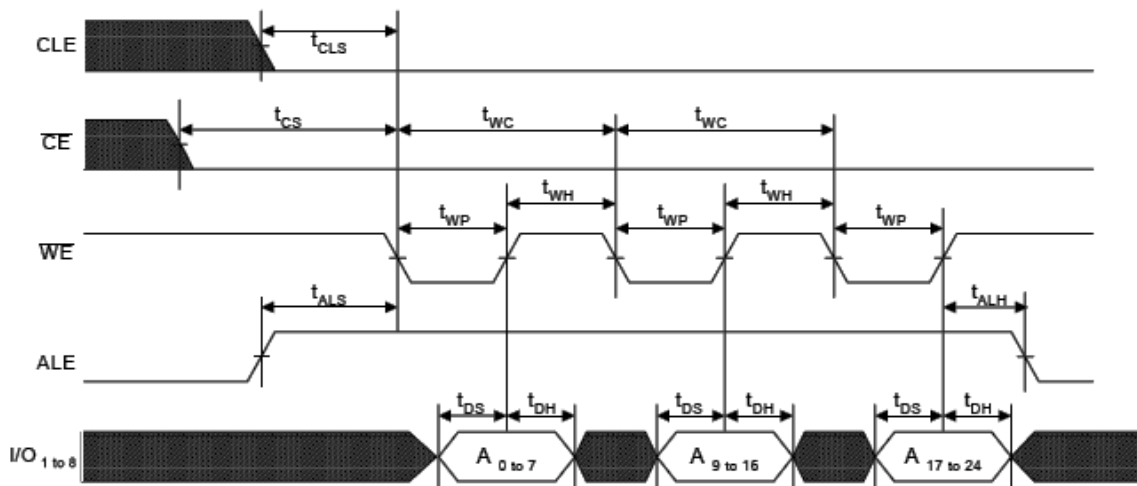 CLE
tCLS
CE
tCS
tWC
tWC
WE
tWP
tWH
tWP
tWH
tWP
ALE
tALS
tALH
I/O 1 to 8
tDS
tDH
tDS
tDH
tDS
tDH
A 0 to 7
A 9 to 16
A 17 to 24